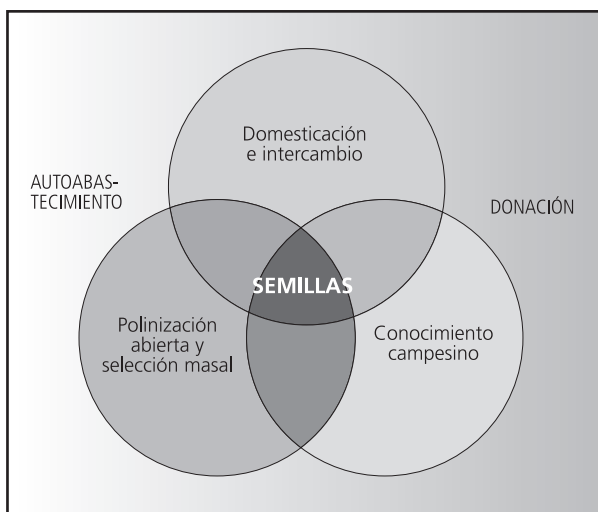 Domesticación
e intercambio
AUTOABAS-
TECIMIENTO
DONACIÓN
SEMILLAS
Polinización
abierta y
selección masal
Conocimiento
campesino